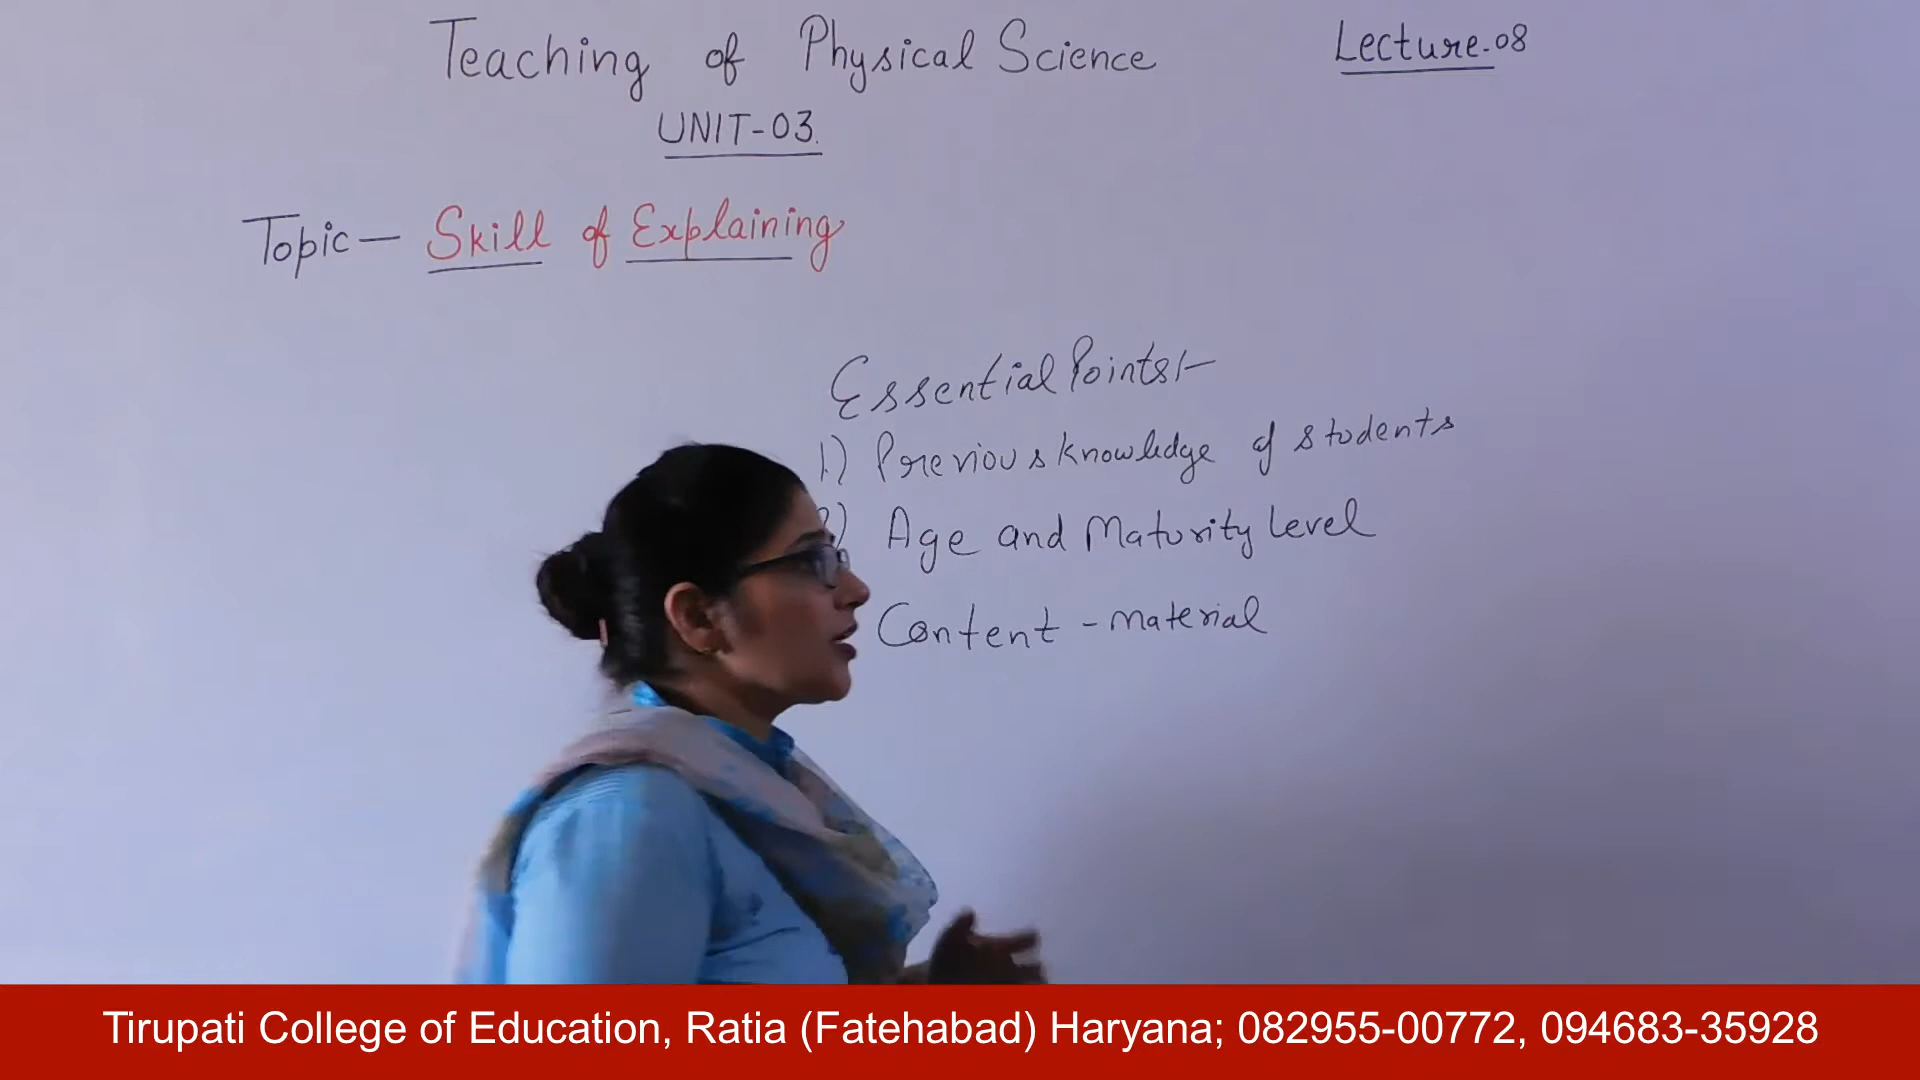 Teaching of Physical Science
Lecture-08
UNIT-03.
Topic— Skill of Explaining
Essential Points:-
1.) Previous knowledge of students
2) Age and Maturity Level
Content - material
Tirupati College of Education, Ratia (Fatehabad) Haryana; 082955-00772, 094683-35928